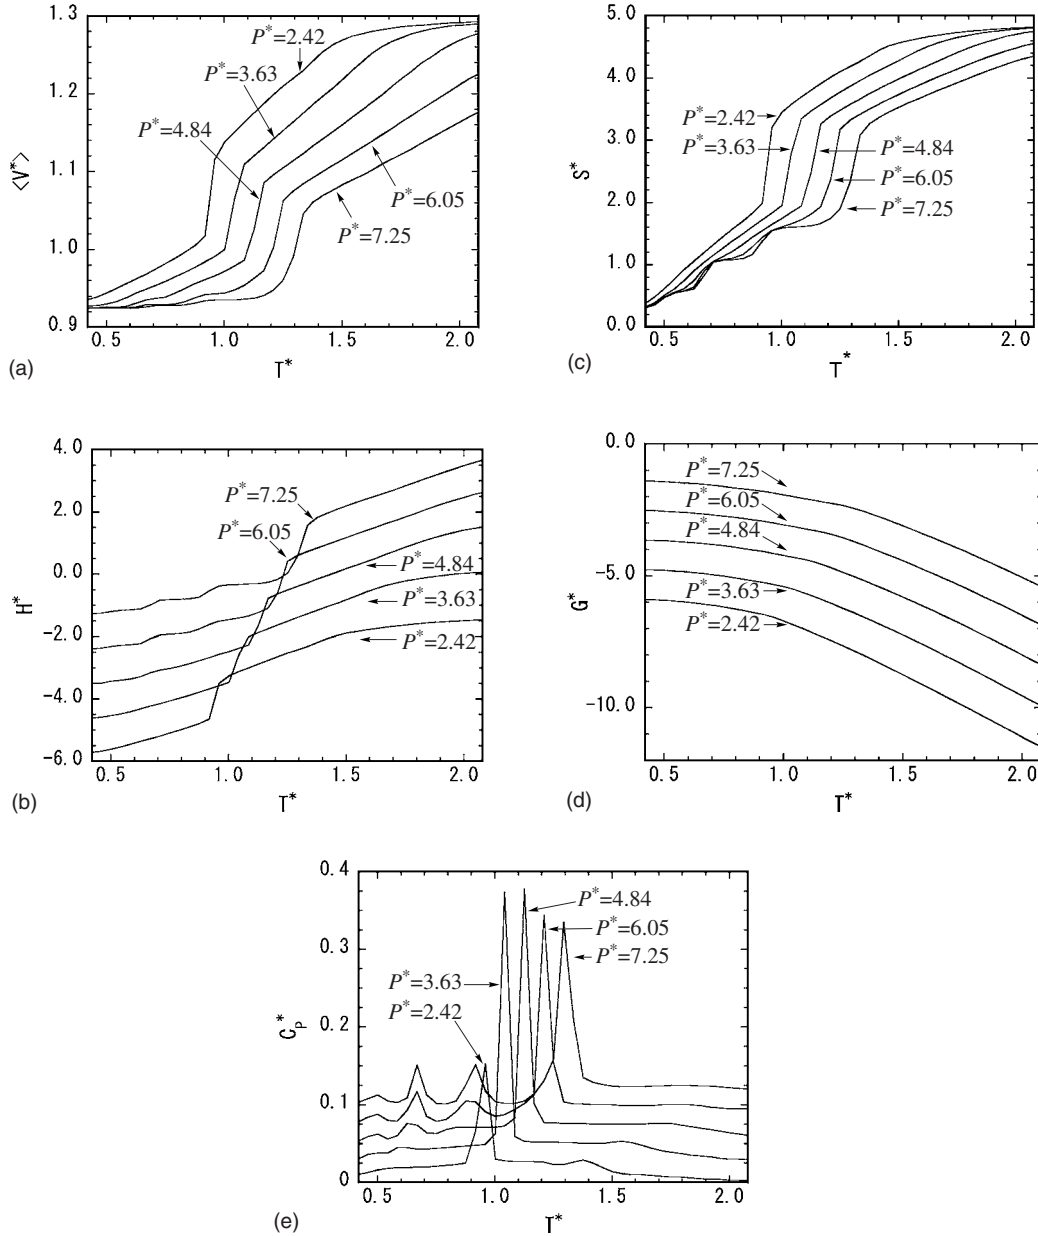 1.3
1.2
1.1
1.0
0.9
<V*>
P*=2.42
P*=3.63
P*=4.84
P*=6.05
P*=7.25
0.5 1.0 1.5 2.0
T*
(a)
5.0
4.0
3.0
2.0
1.0
0.0
S*
P*=2.42
P*=3.63
P*=4.84
P*=6.05
P*=7.25
0.5 1.0 1.5 2.0
T*
(c)
4.0
2.0
0.0
-2.0
-4.0
-6.0
H*
P*=7.25
P*=6.05
P*=4.84
P*=3.63
P*=2.42
0.5 1.0 1.5 2.0
T*
(b)
0.0
-5.0
-10.0
G*
P*=7.25
P*=6.05
P*=4.84
P*=3.63
P*=2.42
0.5 1.0 1.5 2.0
T*
(d)
0.4
0.3
0.2
0.1
0
CP*
P*=4.84
P*=6.05
P*=7.25
P*=3.63
P*=2.42
0.5 1.0 1.5 2.0
T*
(e)